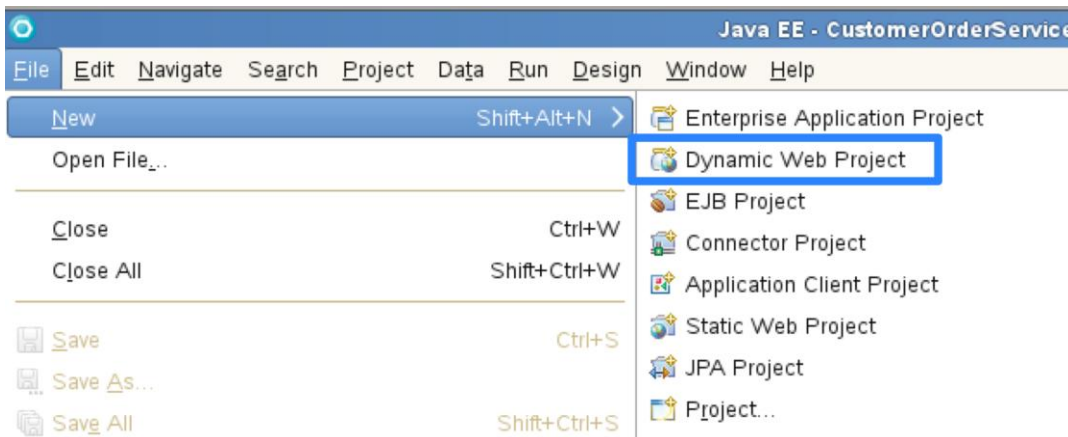 Java EE - CustomerOrderService
File Edit Navigate Search Project Data Run Design Window Help
New Shift+Alt+N
Open File...
Close Ctrl+W
Close All Shift+Ctrl+W
Save Ctrl+S
Save As...
Save All Shift+Ctrl+S
Enterprise Application Project
Dynamic Web Project
EJB Project
Connector Project
Application Client Project
Static Web Project
JPA Project
Project...